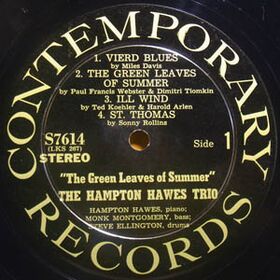 CONTEMPORARY
1. VIERD BLUES
by Miles Davis
2. THE GREEN LEAVES
OF SUMMER
by Paul Francis Webster & Dimitri Tiomkin
3. ILL WIND
by Ted Koehler & Harold Arlen
4. ST. THOMAS
by Sonny Rollins
S7614
(LKS 267)
STEREO
Side 1
"The Green Leaves of Summer"
THE HAMPTON HAWES TRIO
HAMPTON HAWES, piano;
MONK MONTGOMERY, bass;
STEVE ELLINGTON, drums
RECORDS